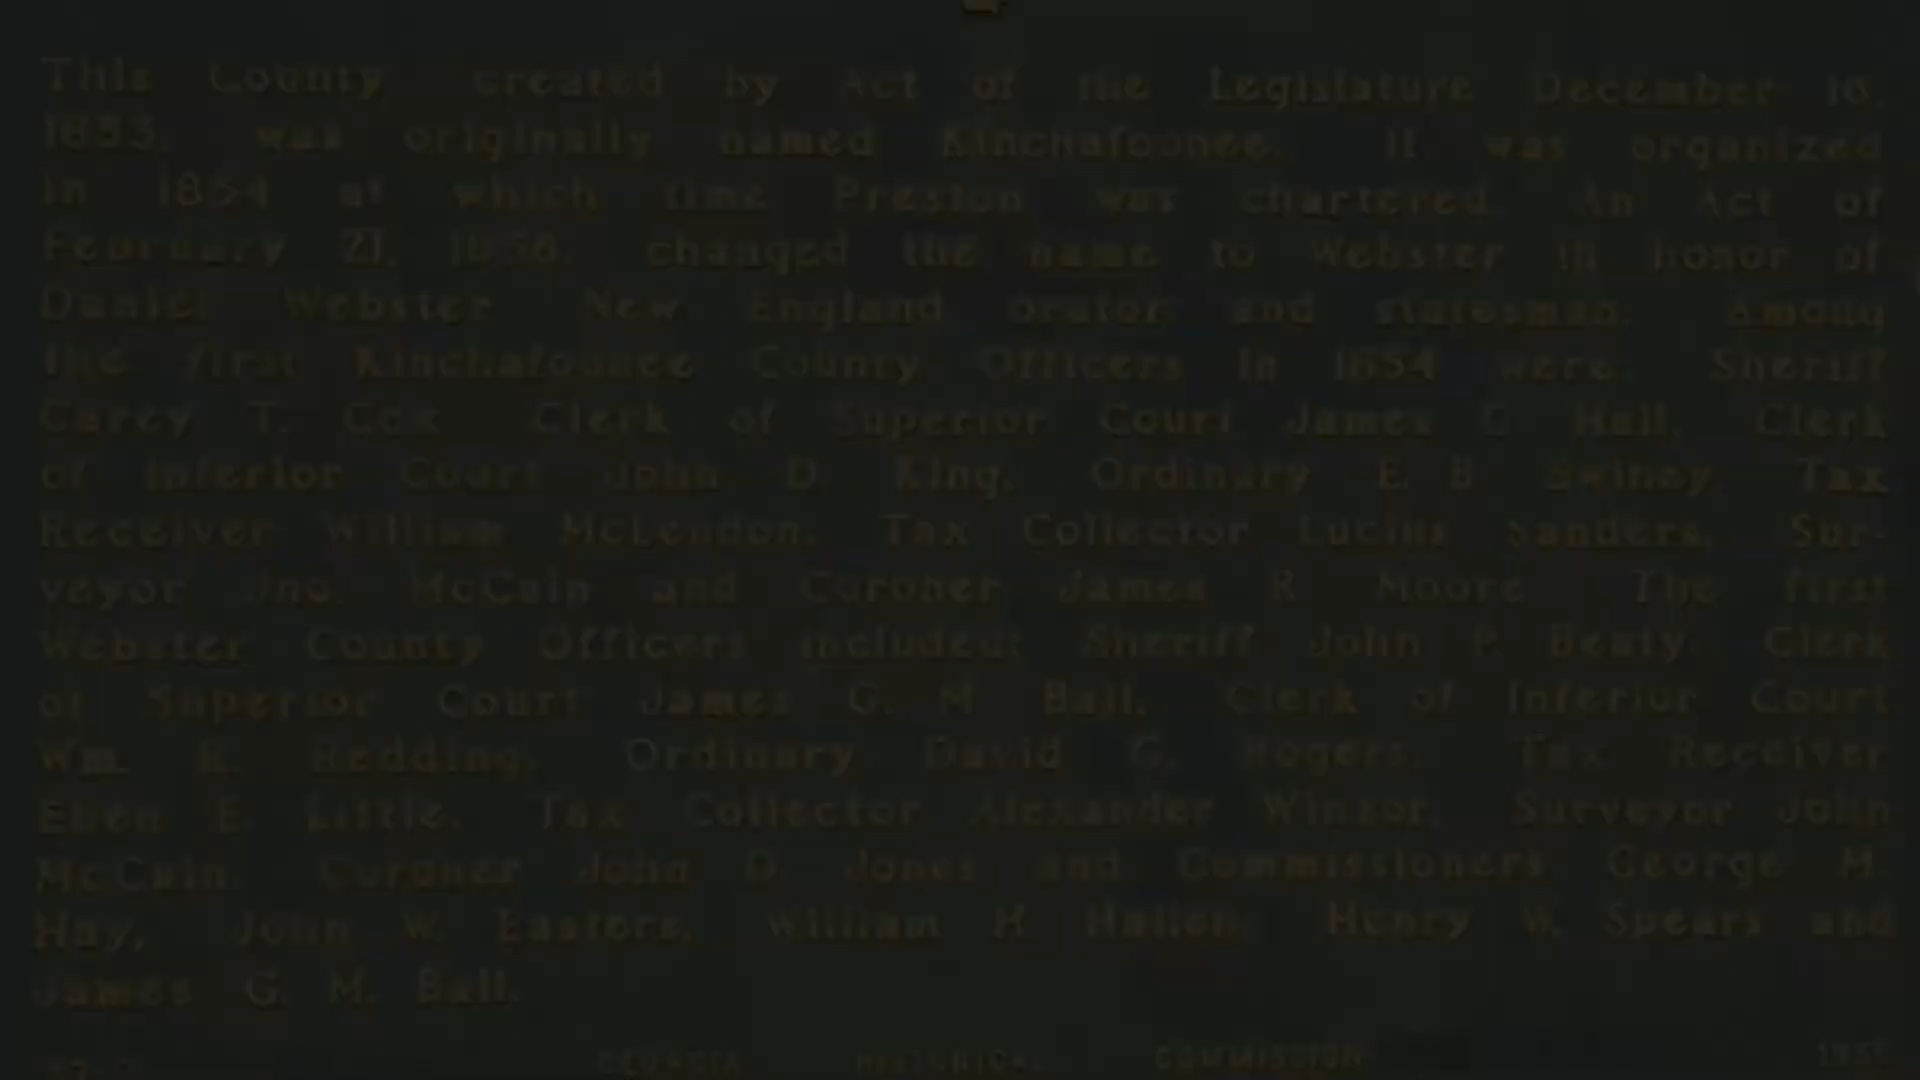 This County created by Act of the Legislature December 16,
1853, was originally named Kinchafoonee. It was organized
in 1854 at which time Preston was chartered. An Act of
February 21, 1856, changed the name to Webster in honor of
Daniel Webster New England orator and statesman. Among
the first Kinchafoonee County Officers in 1854 were: Sheriff
Carey T. Cox Clerk of Superior Court James G Hall, Clerk
of Inferior Court John D. King, Ordinary E. B. Swiney, Tax
Receiver William McLendon, Tax Collector Lucius Sanders, Sur-
veyor Jno. McCain and Coroner James R Moore The first
Webster County Officers included: Sheriff John P. Beaty, Clerk
of Superior Court James G. M. Ball, Clerk of Inferior Court
Wm. R. Redding, Ordinary David G. Rogers, Tax Receiver
Eben E. Little, Tax Collector Alexander Winzor, Surveyor John
McCain, Coroner John D. Jones and Commissioners George M.
Hay, John W. Easters, William H. Hallen, Henry W. Spears and
James G. M. Ball.
GEORGIA HISTORICAL COMMISSION